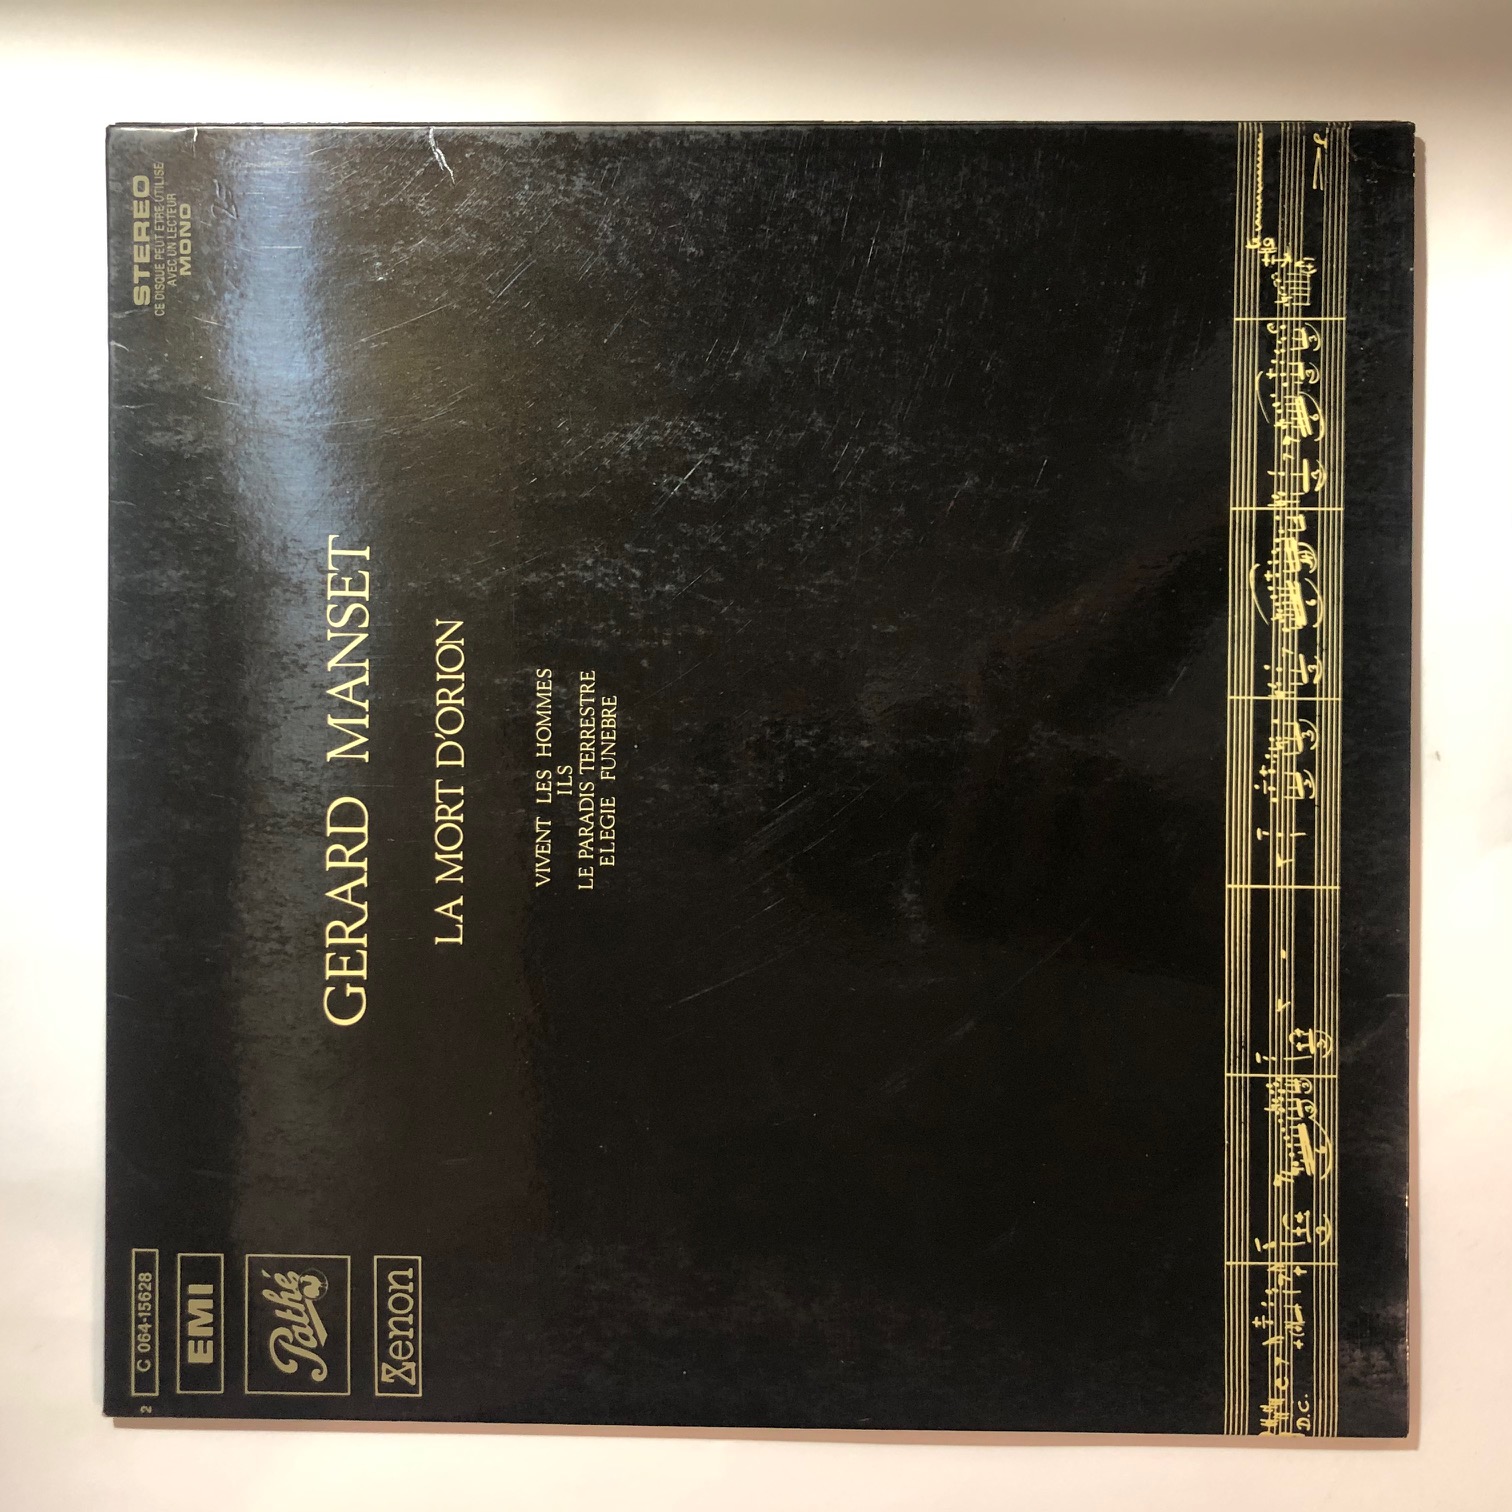 2 C 064-15628
EMI
Pathé
Zenon
STEREO
CE DISQUE PEUT ETRE UTILISE
AVEC UN LECTEUR
MONO
GERARD MANSET
LA MORT D'ORION
VIVENT LES HOMMES
ILS
LE PARADIS TERRESTRE
ELEGIE FUNEBRE
D.C.